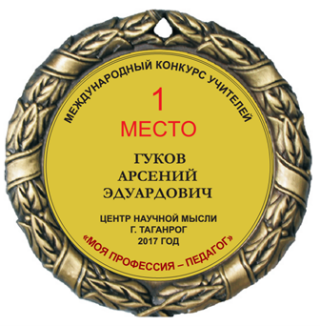 МЕЖДУНАРОДНЫЙ КОНКУРС УЧИТЕЛЕЙ
1
МЕСТО
ГУКОВ
АРСЕНИЙ
ЭДУАРДОВИЧ
ЦЕНТР НАУЧНОЙ МЫСЛИ
Г. ТАГАНРОГ
2017 ГОД
«МОЯ ПРОФЕССИЯ – ПЕДАГОГ»